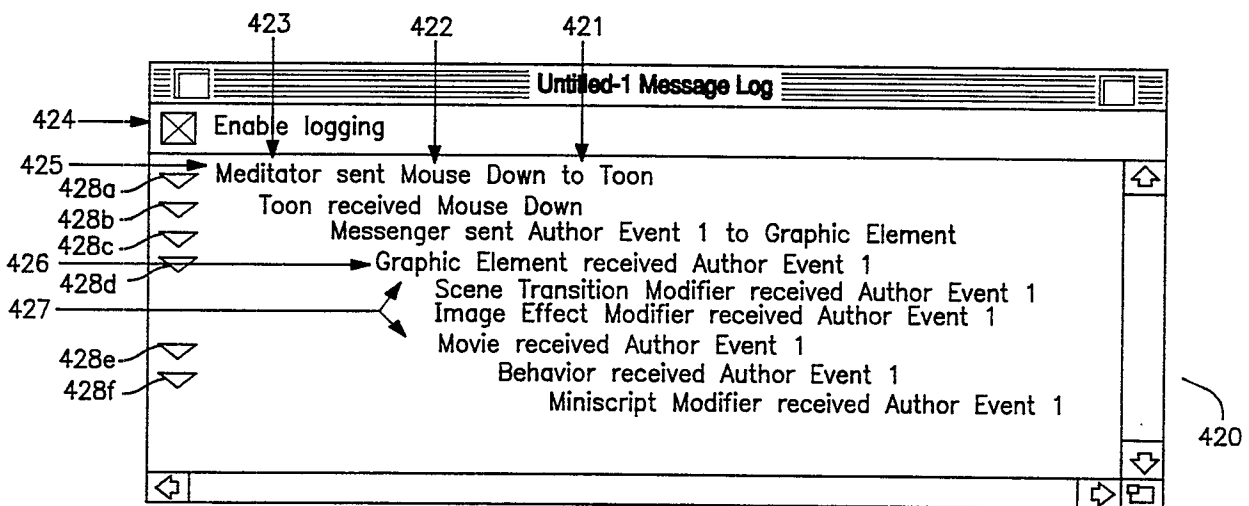 423 422 421
Untitled-1 Message Log
424 Enable logging
425 Meditator sent Mouse Down to Toon
428a
Toon received Mouse Down
428b
Messenger sent Author Event 1 to Graphic Element
428c
426 Graphic Element received Author Event 1
428d
Scene Transition Modifier received Author Event 1
427 Image Effect Modifier received Author Event 1
428e Movie received Author Event 1
428f Behavior received Author Event 1
Miniscript Modifier received Author Event 1
420